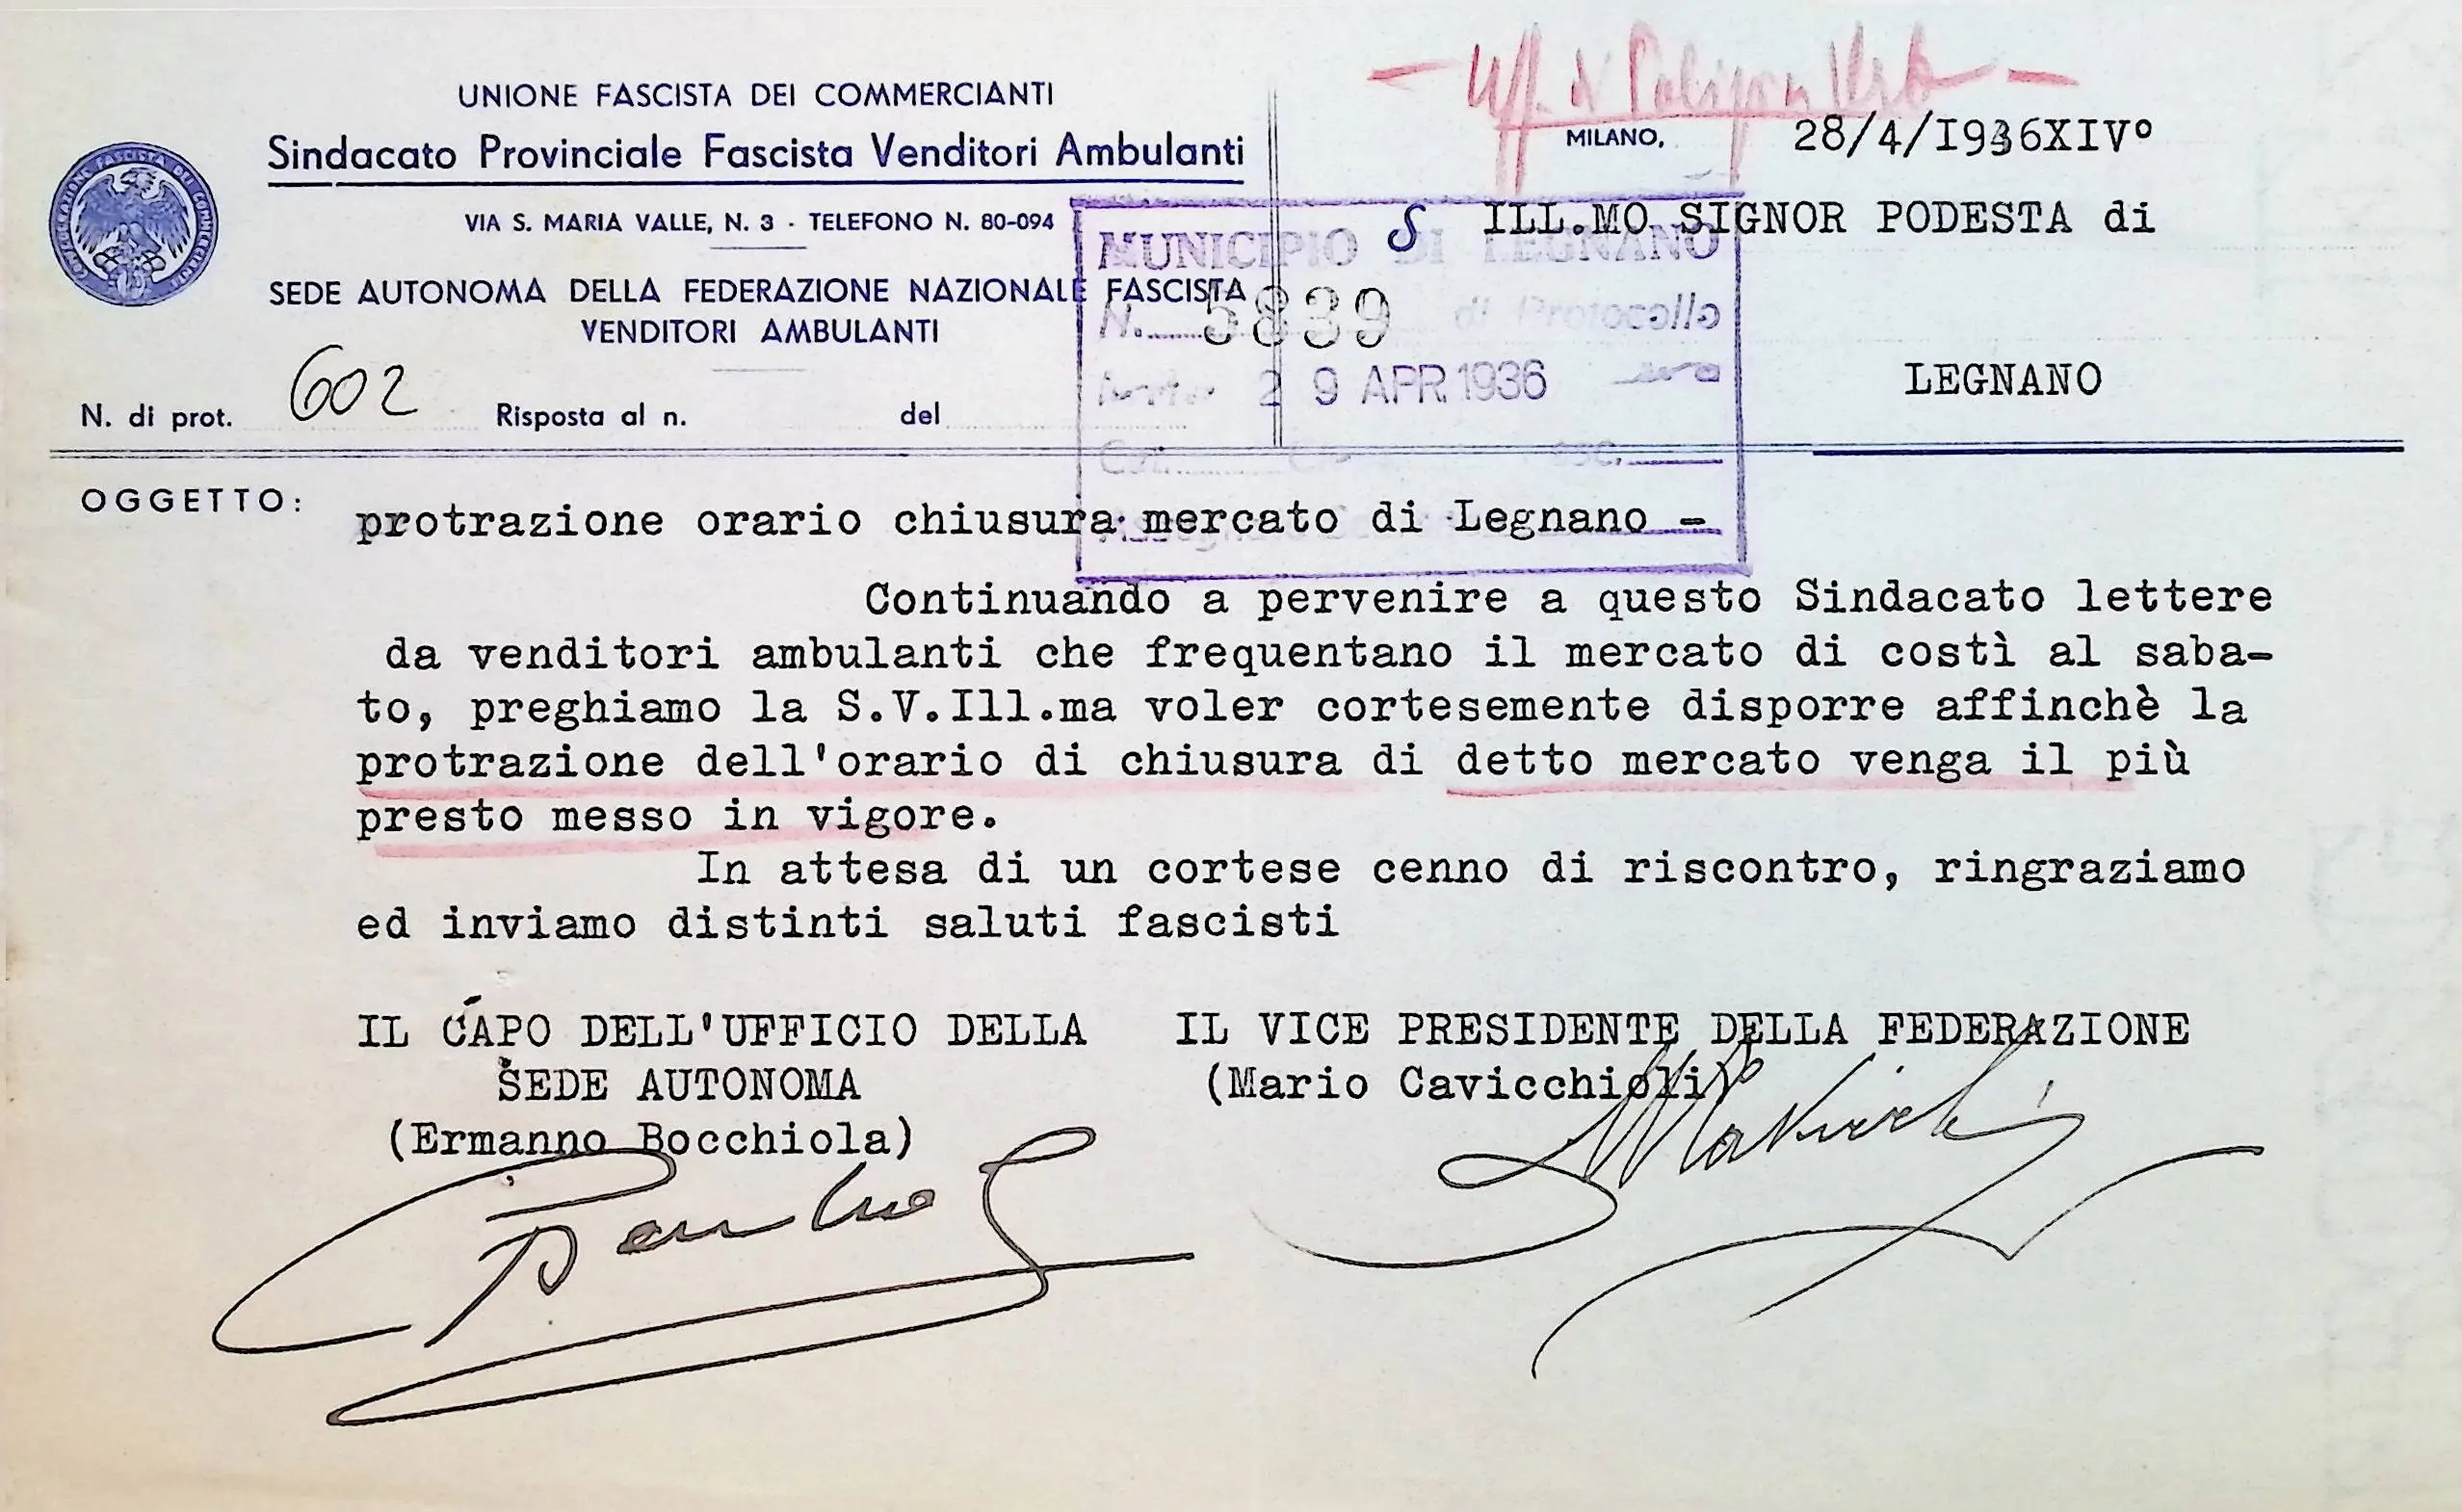 Uff. di Polizia Urb.
UNIONE FASCISTA DEI COMMERCIANTI
Sindacato Provinciale Fascista Venditori Ambulanti
VIA S. MARIA VALLE, N. 3 - TELEFONO N. 80-094
SEDE AUTONOMA DELLA FEDERAZIONE NAZIONALE FASCISTA
VENDITORI AMBULANTI
N. di prot. 602 Risposta al n. del
MILANO, 28/4/I936XIVº
ILL.MO SIGNOR PODESTA di
LEGNANO
MUNICIPIO DI LEGNANO
N. 5839 di Protocollo
29 APR 1936
OGGETTO: protrazione orario chiusura mercato di Legnano -
Continuando a pervenire a questo Sindacato lettere
da venditori ambulanti che frequentano il mercato di costì al saba-
to, preghiamo la S.V.Ill.ma voler cortesemente disporre affinchè la
protrazione dell'orario di chiusura di detto mercato venga il più
presto messo in vigore.
In attesa di un cortese cenno di riscontro, ringraziamo
ed inviamo distinti saluti fascisti
IL CAPO DELL'UFFICIO DELLA
SEDE AUTONOMA
(Ermanno Bocchiola)
IL VICE PRESIDENTE DELLA FEDERAZIONE
(Mario Cavicchioli)